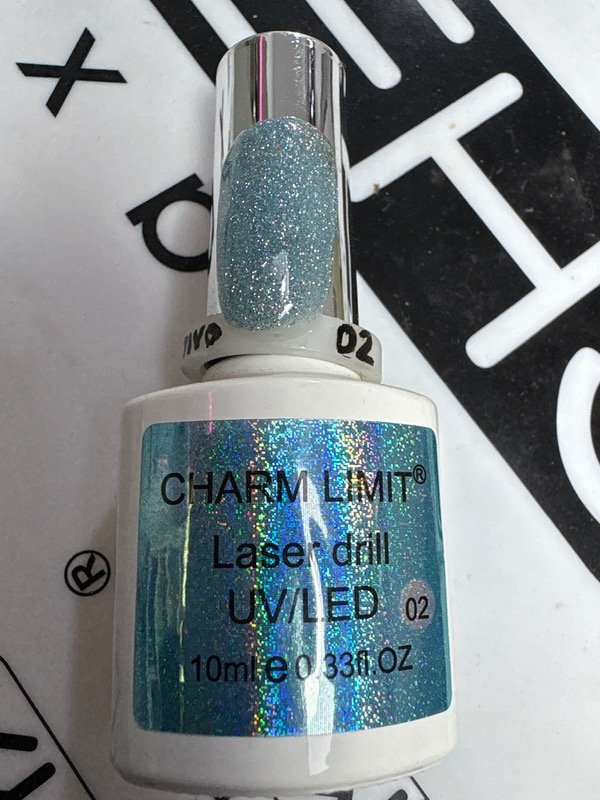 02
CHARM LIMIT®
Laser drill
UV/LED 02
10ml e 0.33fl.OZ
®